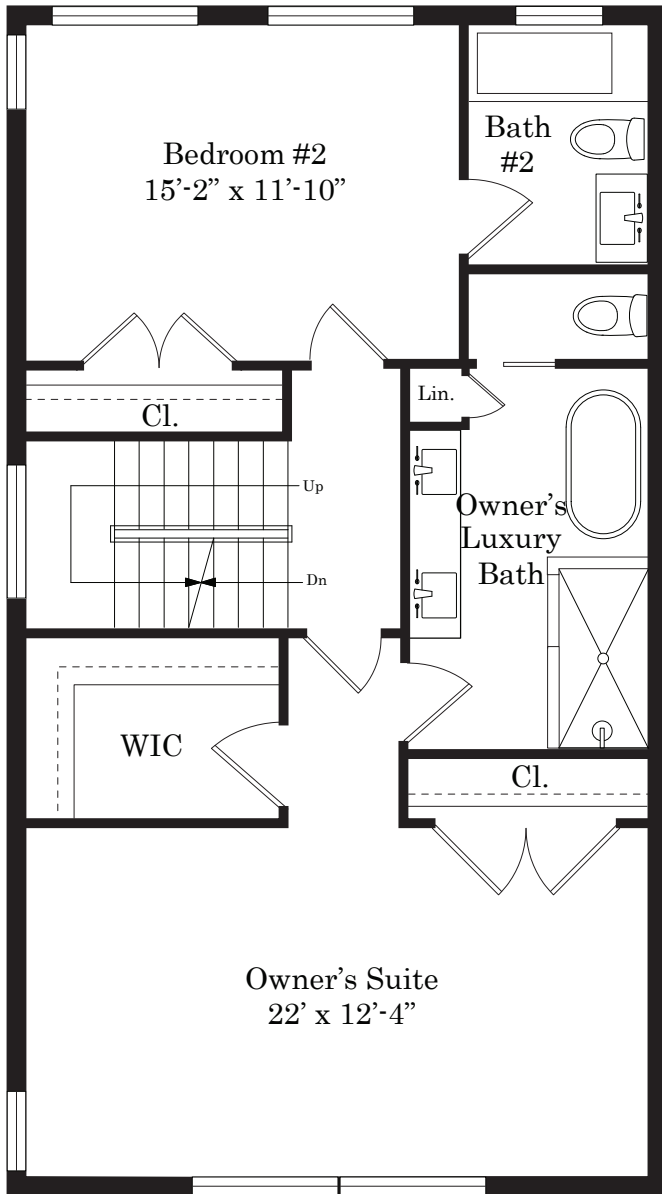 Bedroom #2
15’-2” x 11’-10”
Bath
#2
Cl.
Lin.
Up
Dn
Owner’s
Luxury
Bath
WIC
Cl.
Owner’s Suite
22’ x 12’-4”